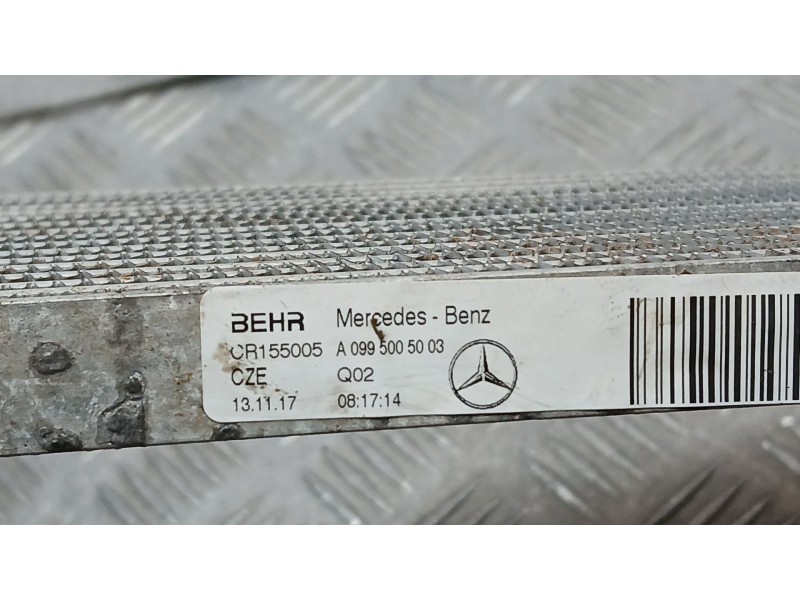 BEHR Mercedes - Benz
CR155005 A 099 500 50 03
CZE Q02
13.11.17 08:17:14